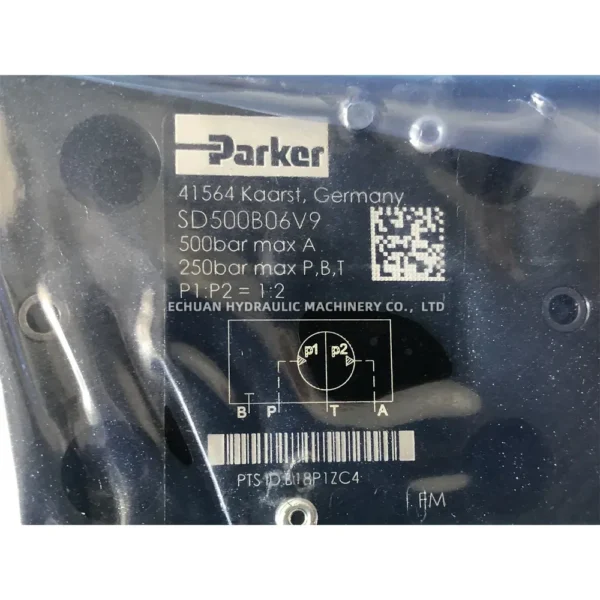 Parker
41564 Kaarst, Germany
SD500B06V9
500bar max A
250bar max P,B,T
P1:P2 = 1:2
ECHUAN HYDRAULIC MACHINERY CO., LTD
p1 p2
B P T A
PTS ID B18P1ZC4
HM